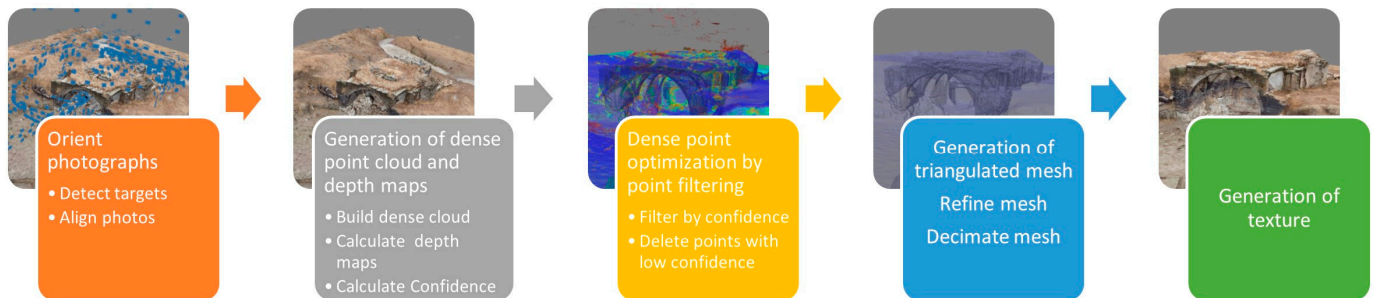 Orient
photographs
• Detect targets
• Align photos
Generation of dense
point cloud and
depth maps
• Build dense cloud
• Calculate depth
maps
• Calculate Confidence
Dense point
optimization by
point filtering
• Filter by confidence
• Delete points with
low confidence
Generation of
triangulated mesh
Refine mesh
Decimate mesh
Generation of
texture